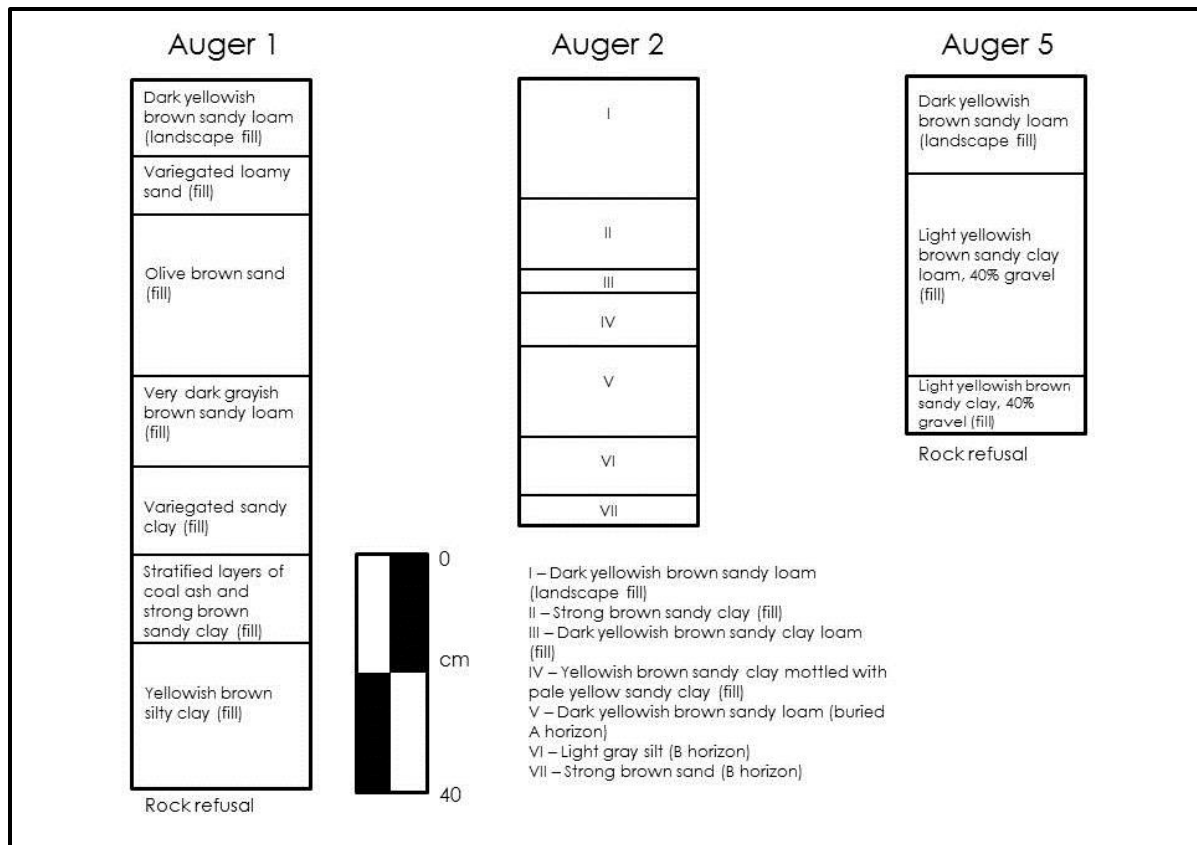 Auger 1
Dark yellowish
brown sandy loam
(landscape fill)
Variegated loamy
sand (fill)
Olive brown sand
(fill)
Very dark grayish
brown sandy loam
(fill)
Variegated sandy
clay (fill)
Stratified layers of
coal ash and
strong brown
sandy clay (fill)
Yellowish brown
silty clay (fill)
Rock refusal
0
cm
40
Auger 2
I
II
III
IV
V
VI
VII
I – Dark yellowish brown sandy loam
(landscape fill)
II – Strong brown sandy clay (fill)
III – Dark yellowish brown sandy clay loam
(fill)
IV – Yellowish brown sandy clay mottled with
pale yellow sandy clay (fill)
V – Dark yellowish brown sandy loam (buried
A horizon)
VI – Light gray silt (B horizon)
VII – Strong brown sand (B horizon)
Auger 5
Dark yellowish
brown sandy loam
(landscape fill)
Light yellowish
brown sandy clay
loam, 40% gravel
(fill)
Light yellowish brown
sandy clay, 40%
gravel (fill)
Rock refusal